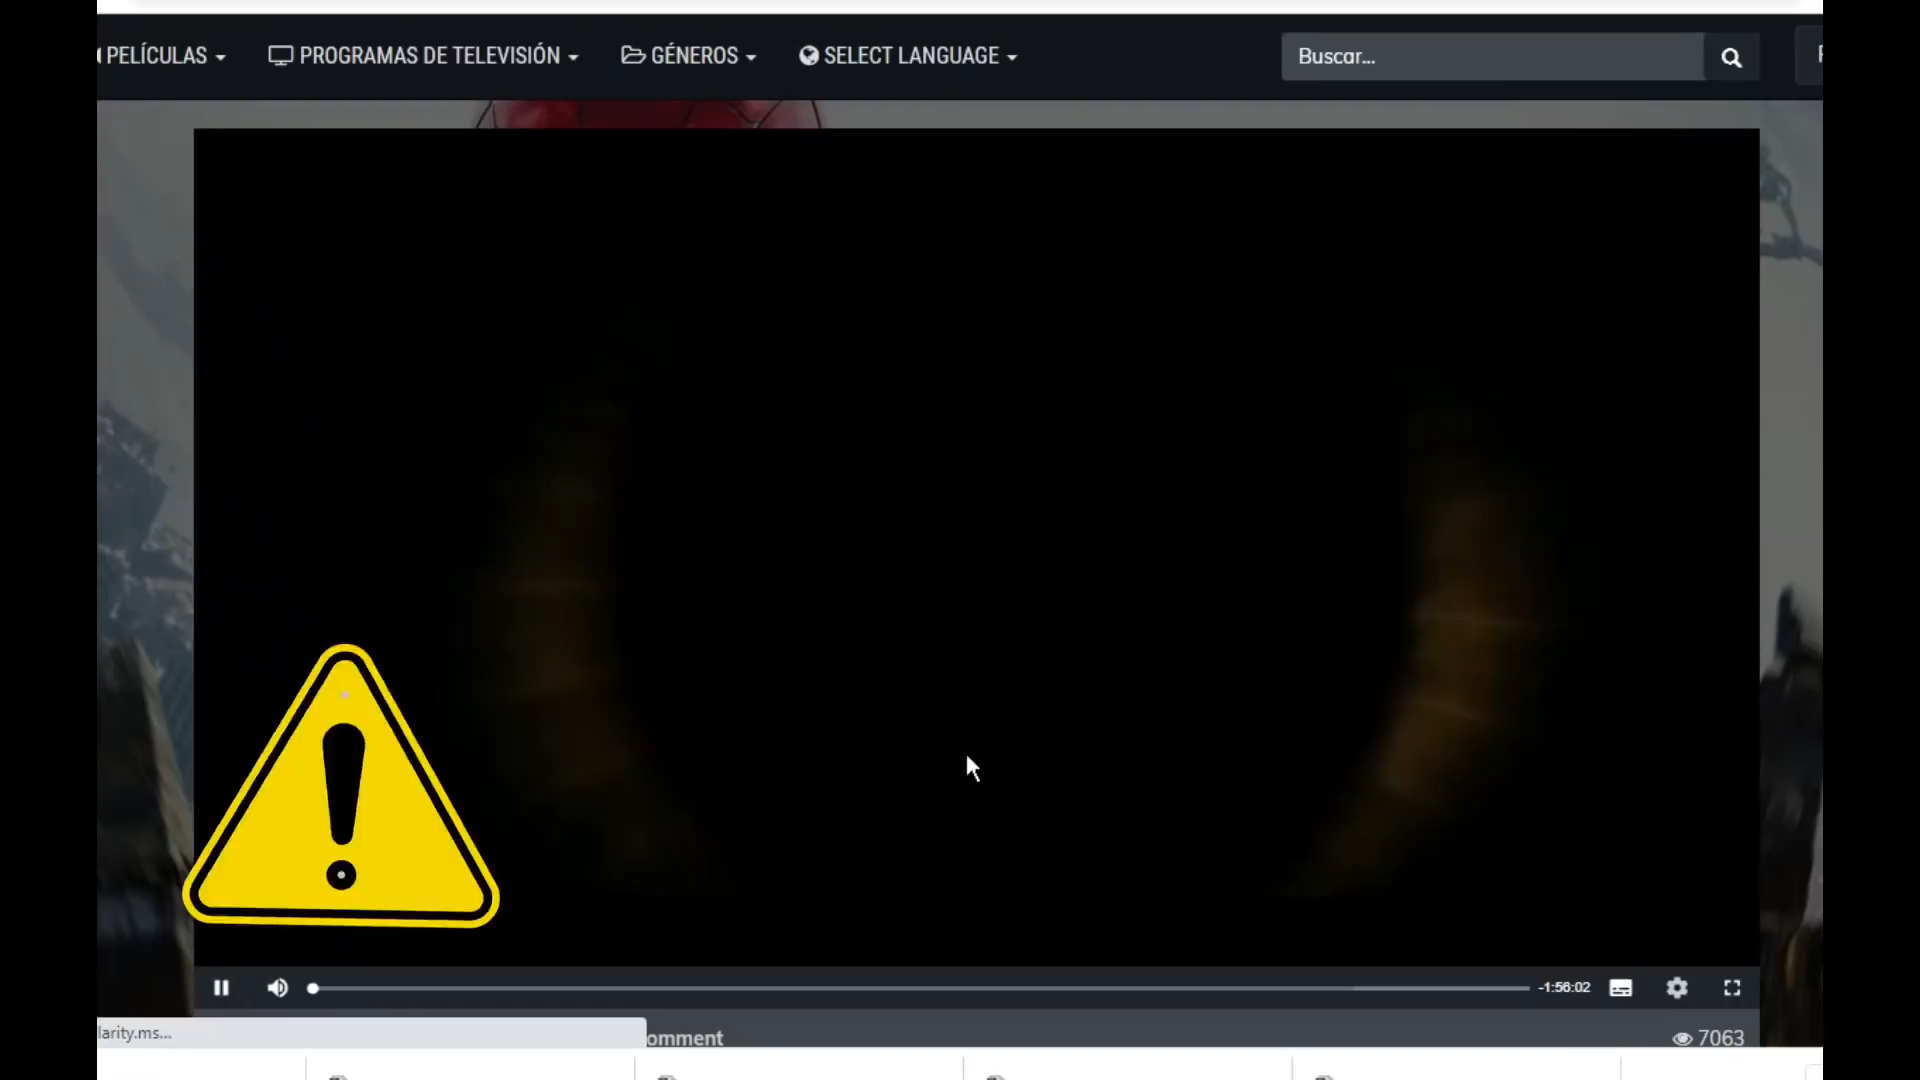 PELÍCULAS
PROGRAMAS DE TELEVISIÓN
GÉNEROS
SELECT LANGUAGE
Buscar...
-1:56:02
larity.ms...
omment
7063